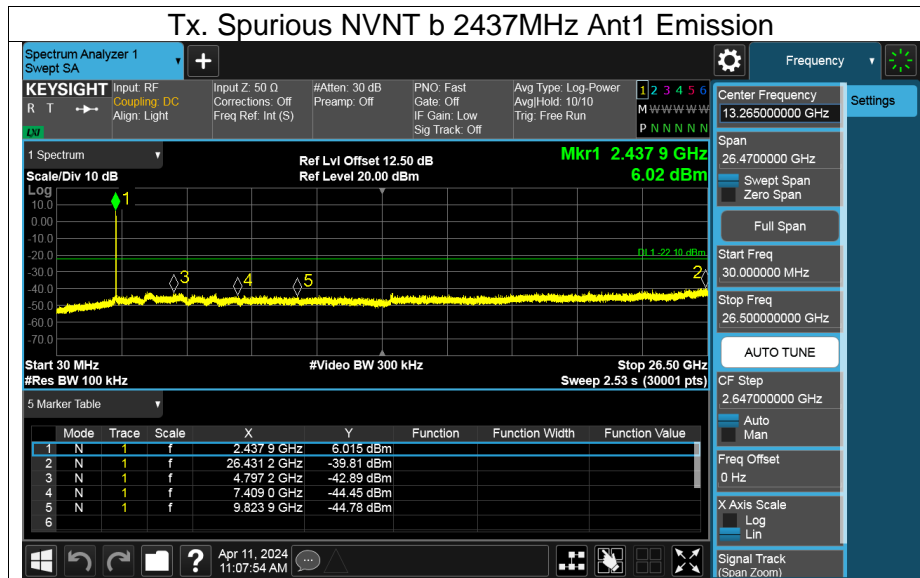 Tx. Spurious NVNT b 2437MHz Ant1 Emission
Spectrum Analyzer 1
Swept SA
+
Frequency
KEYSIGHT
R T
LXI
Input: RF
Coupling: DC
Align: Light
Input Z: 50 Ω
Corrections: Off
Freq Ref: Int (S)
#Atten: 30 dB
Preamp: Off
PNO: Fast
Gate: Off
IF Gain: Low
Sig Track: Off
Avg Type: Log-Power
Avg|Hold: 10/10
Trig: Free Run
1 2 3 4 5 6
M W W W W W
P N N N N N
1 Spectrum
Scale/Div 10 dB
Ref Lvl Offset 12.50 dB
Ref Level 20.00 dBm
Mkr1 2.437 9 GHz
6.02 dBm
Log
10.0
0.00
-10.0
-20.0
-30.0
-40.0
-50.0
-60.0
-70.0
1
3
4
5
2
DL1 -22.10 dBm
Start 30 MHz
#Res BW 100 kHz
#Video BW 300 kHz
Stop 26.50 GHz
Sweep 2.53 s (30001 pts)
5 Marker Table
Mode Trace Scale X Y Function Function Width Function Value
1 N 1 f 2.437 9 GHz 6.015 dBm
2 N 1 f 26.431 2 GHz -39.81 dBm
3 N 1 f 4.797 2 GHz -42.89 dBm
4 N 1 f 7.409 0 GHz -44.45 dBm
5 N 1 f 9.823 9 GHz -44.78 dBm
6
Apr 11, 2024
11:07:54 AM
?
Center Frequency
13.265000000 GHz
Settings
Span
26.4700000 GHz
Swept Span
Zero Span
Full Span
Start Freq
30.000000 MHz
Stop Freq
26.500000000 GHz
AUTO TUNE
CF Step
2.647000000 GHz
Auto
Man
Freq Offset
0 Hz
X Axis Scale
Log
Lin
Signal Track
(Span Zoom)